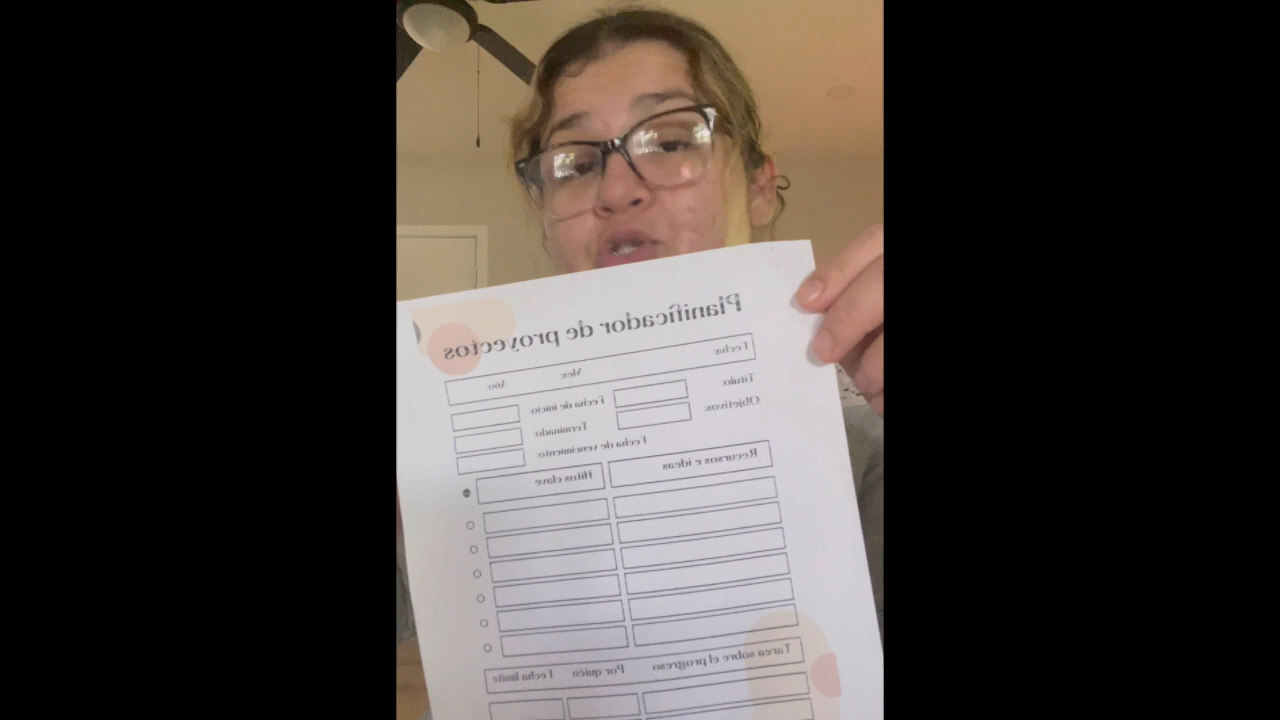 Planificador de proyectos
Fecha: Mes: Año:
Título: Fecha de inicio:
Objetivos: Terminado:
Fecha de vencimiento:
Recursos e ideas Hitos clave
Tarea sobre el progreso Por quién Fecha límite